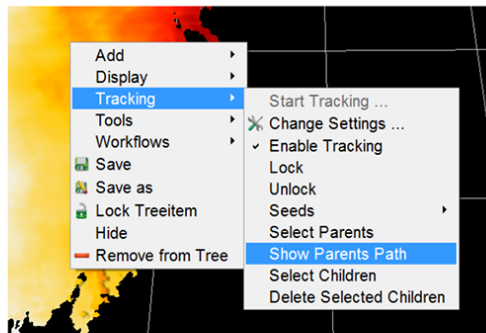 Add
Display
Tracking
Tools
Workflows
Save
Save as
Lock Treeitem
Hide
Remove from Tree
Start Tracking ...
Change Settings ...
Enable Tracking
Lock
Unlock
Seeds
Select Parents
Show Parents Path
Select Children
Delete Selected Children